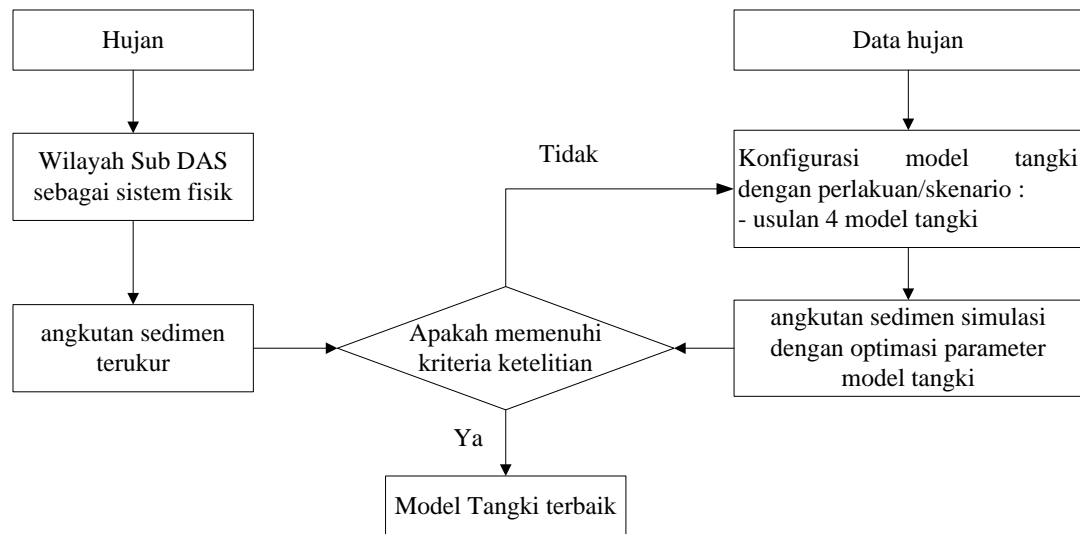 Hujan
Data hujan
Wilayah Sub DAS
sebagai sistem fisik
Tidak
Konfigurasi model tangki
dengan perlakuan/skenario :
- usulan 4 model tangki
angkutan sedimen
terukur
Apakah memenuhi
kriteria ketelitian
angkutan sedimen simulasi
dengan optimasi parameter
model tangki
Ya
Model Tangki terbaik